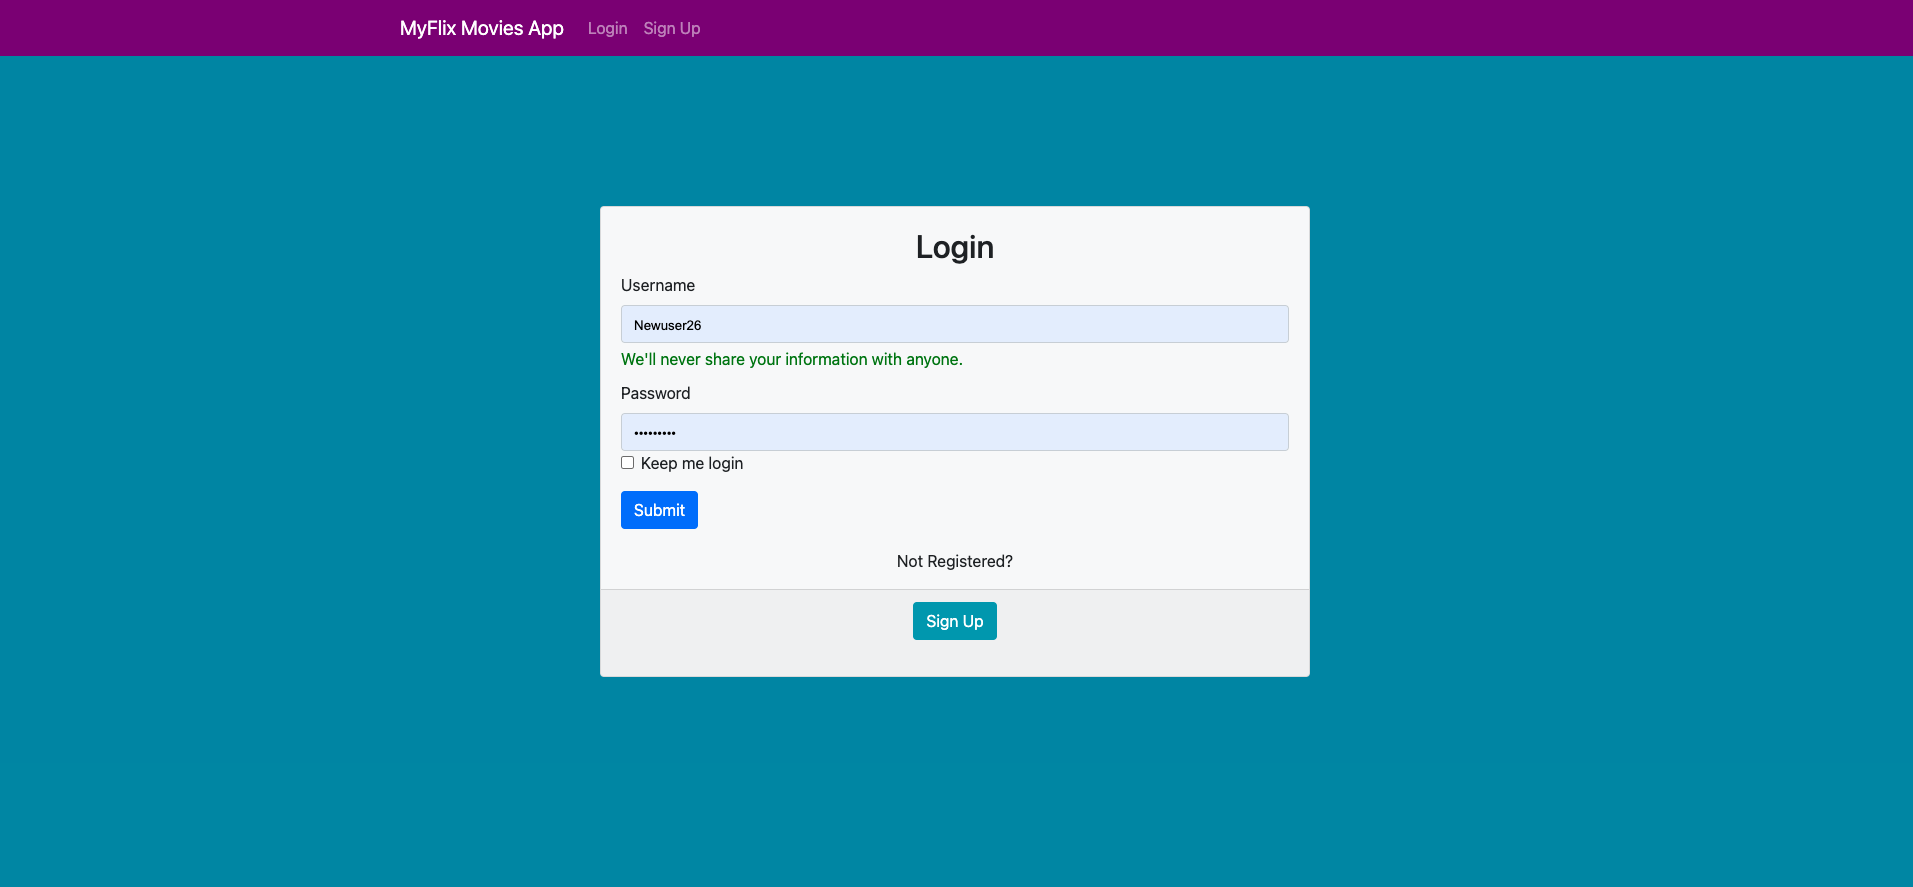 MyFlix Movies App Login Sign Up
Login
Username
Newuser26
We'll never share your information with anyone.
Password
•••••••••
Keep me login
Submit
Not Registered?
Sign Up